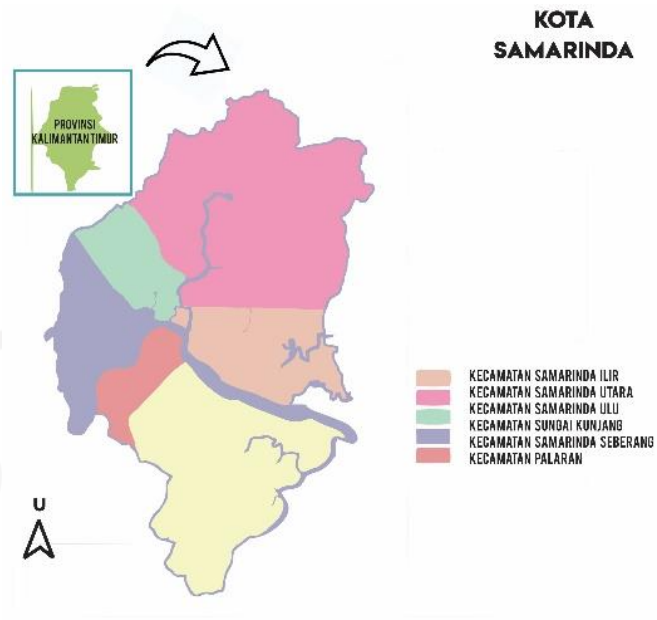 KOTA
SAMARINDA
PROVINSI
KALIMANTAN TIMUR
KECAMATAN SAMARINDA ILIR
KECAMATAN SAMARINDA UTARA
KECAMATAN SAMARINDA ULU
KECAMATAN SUNGAI KUNJANG
KECAMATAN SAMARINDA SEBERANG
KECAMATAN PALARAN
U